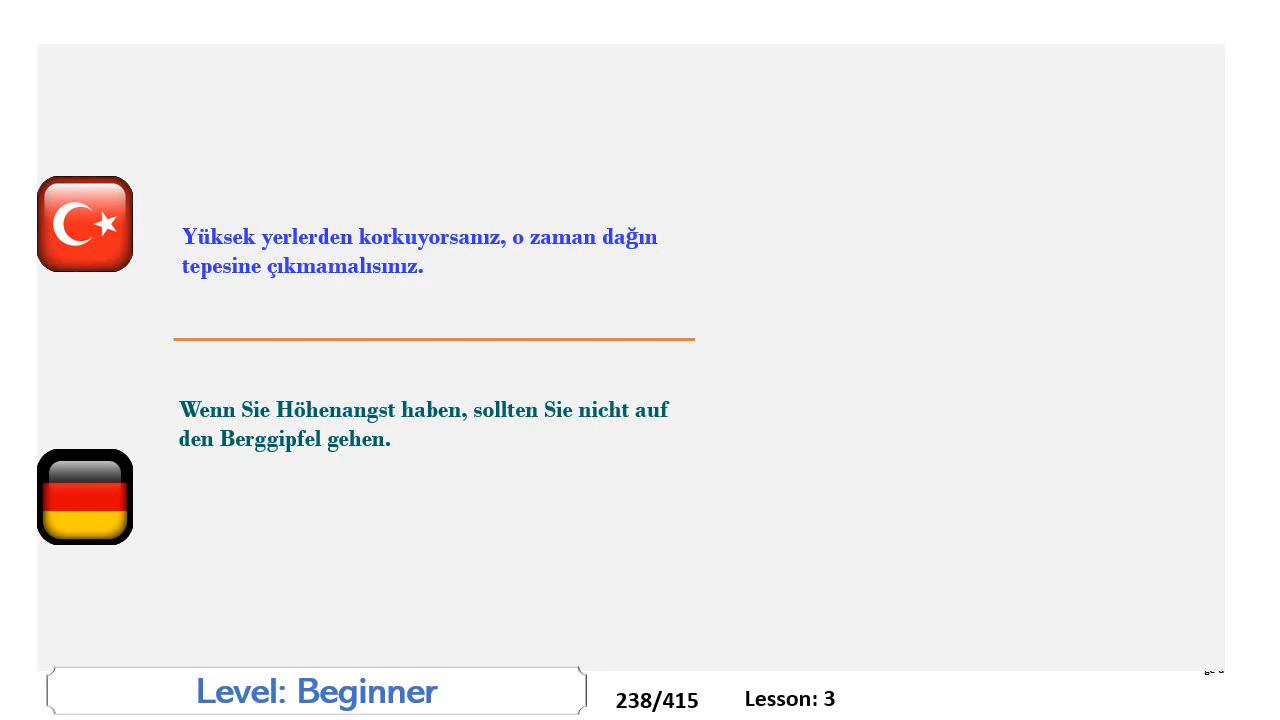 Yüksek yerlerden korkuyorsanız, o zaman dağın
tepesine çıkmamalısınız.
Wenn Sie Höhenangst haben, sollten Sie nicht auf
den Berggipfel gehen.
Level: Beginner
238/415
Lesson: 3